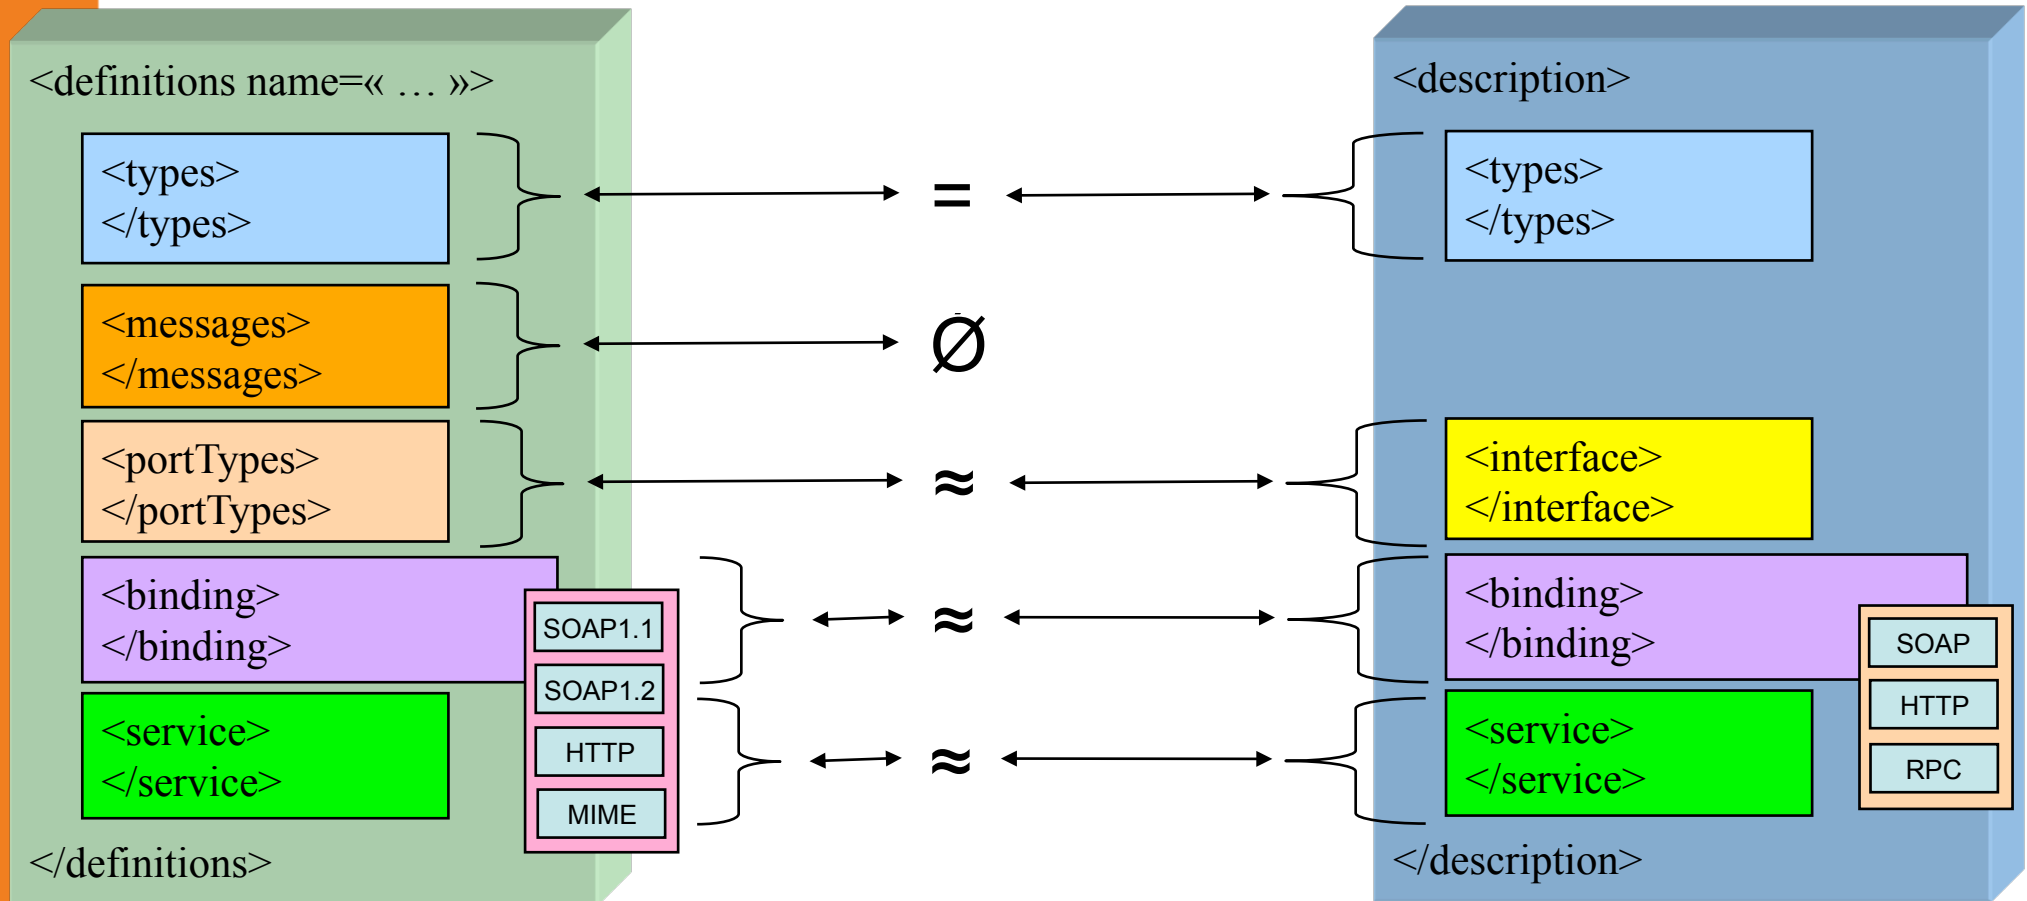 <definitions name=« … »>
<types>
</types>
<messages>
</messages>
<portTypes>
</portTypes>
<binding>
</binding>
SOAP1.1
SOAP1.2
HTTP
MIME
<service>
</service>
</definitions>
=
Ø
≈
≈
≈
<description>
<types>
</types>
<interface>
</interface>
<binding>
</binding>
SOAP
HTTP
RPC
<service>
</service>
</description>